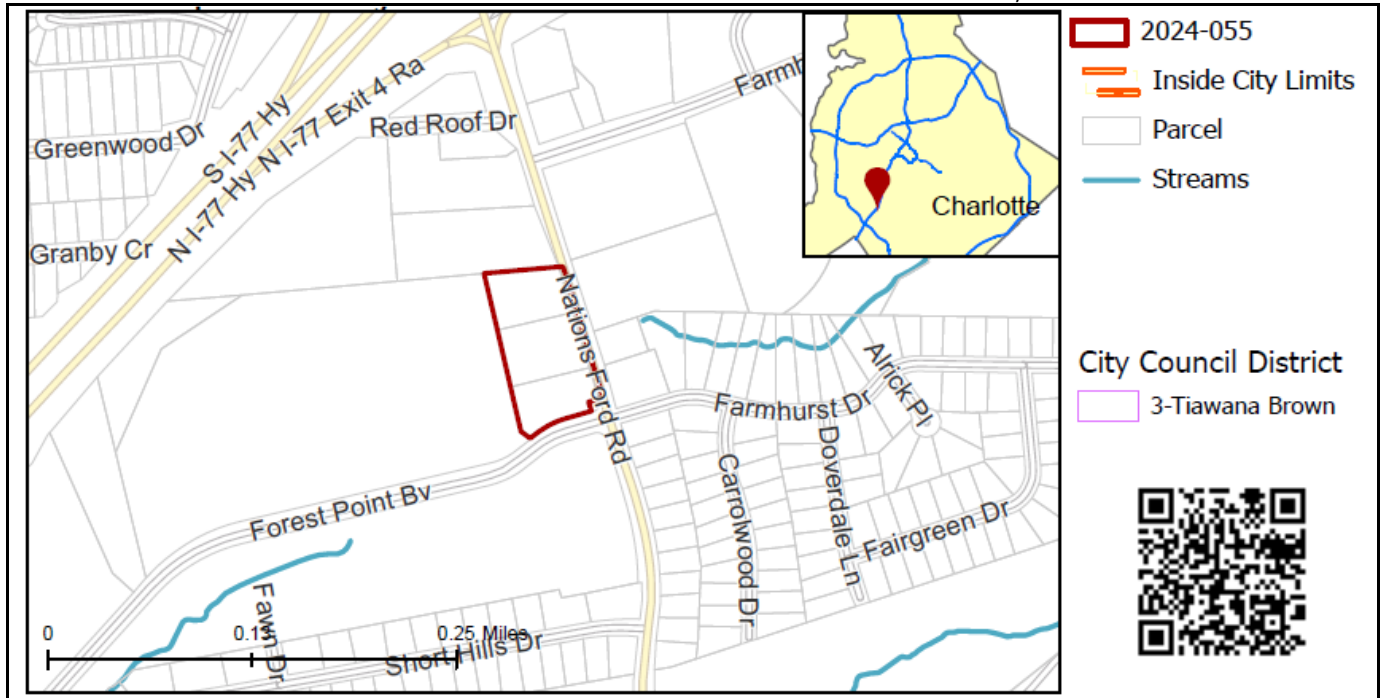 Greenwood Dr
S I-77 Hy
N I-77 Hy
N I-77 Exit 4 Ra
Red Roof Dr
Farmh
Granby Cr
Nations Ford Rd
Farmhurst Dr
Alrick Pl
Doverdale Ln
Carrolwood Dr
Fairgreen Dr
Forest Point Bv
Fawn Dr
Short Hills Dr
0
0.25 Miles
Charlotte
2024-055
Inside City Limits
Parcel
Streams
City Council District
3-Tiawana Brown